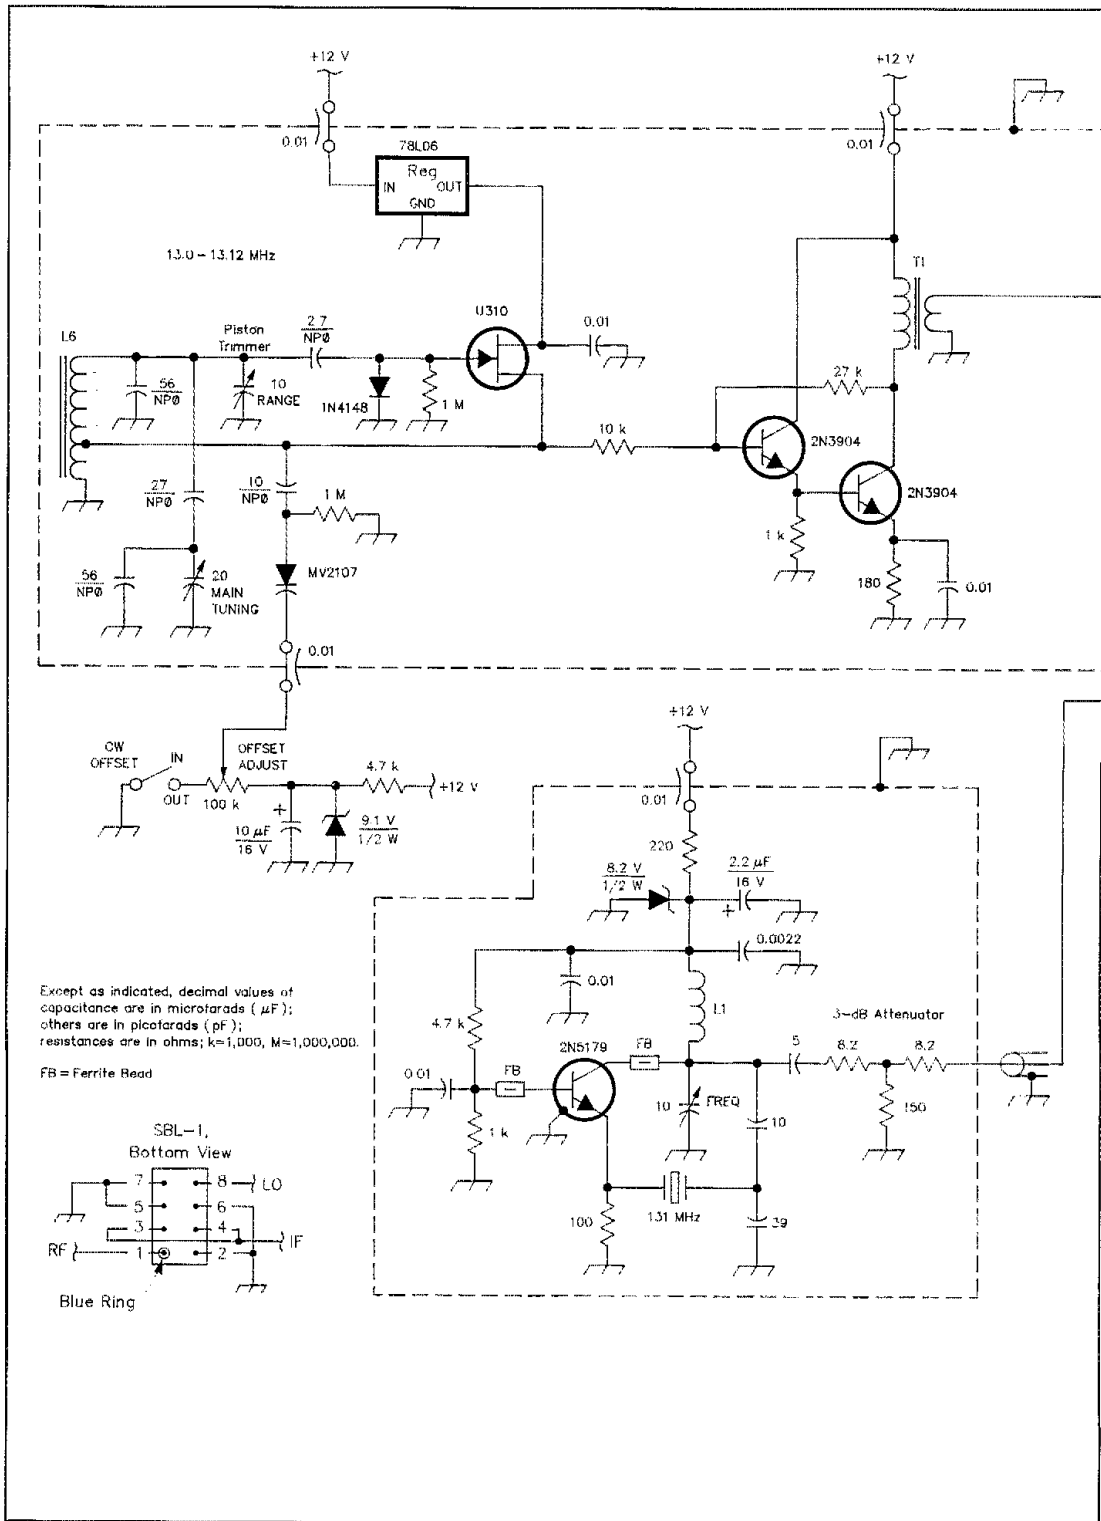 +12 V
+12 V
0.01
0.01
78L06
Reg
IN OUT
GND
13.0 – 13.12 MHz
T1
U310
L6
Piston
Trimmer
2.7
NPØ
0.01
56
NPØ
10
RANGE
1N4148
1 M
27 k
10 k
2N3904
2N3904
27
NPØ
10
NPØ
1 M
1 k
56
NPØ
20
MAIN
TUNING
MV2107
180
0.01
0.01
+12 V
CW
OFFSET
IN
OUT
OFFSET
ADJUST
100 k
4.7 k
+12 V
0.01
+
10 µF
16 V
9.1 V
1/2 W
220
8.2 V
1/2 W
2.2 µF
16 V
+
0.0022
0.01
L1
Except as indicated, decimal values of
capacitance are in microfarads ( µF );
others are in picofarads ( pF );
resistances are in ohms; k=1,000, M=1,000,000.
FB = Ferrite Bead
4.7 k
2N5179
FB
FB
3-dB Attenuator
5
8.2
8.2
0.01
10
FREQ
10
150
1 k
SBL-1,
Bottom View
7 8 LO
5 6
3 4 IF
RF 1 2
Blue Ring
100
131 MHz
39